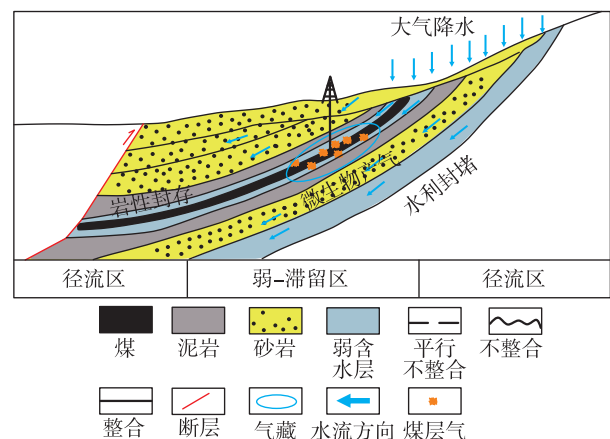 大气降水
岩性封存
微生物产气
水利封堵
径流区
弱-滞留区
径流区
煤
泥岩
砂岩
弱含
水层
平行
不整合
不整合
整合
断层
气藏
水流方向
煤层气